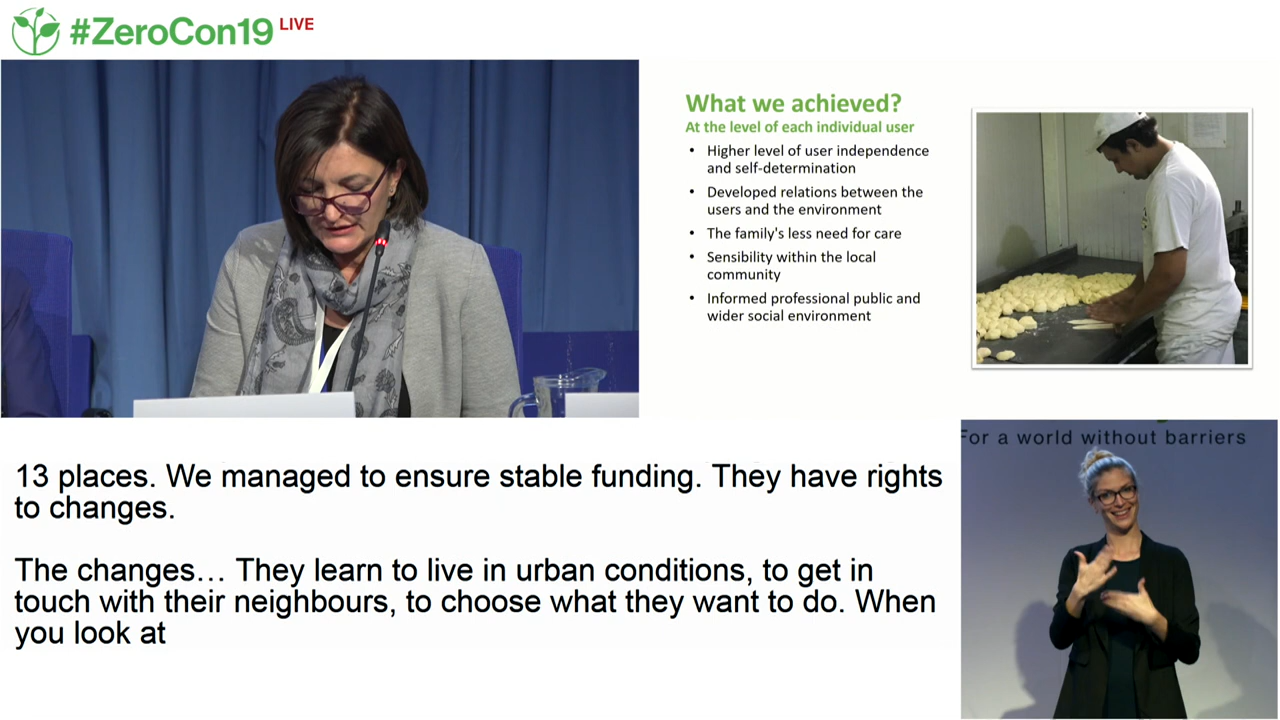 #ZeroCon19 LIVE
What we achieved?
At the level of each individual user
• Higher level of user independence
and self-determination
• Developed relations between the
users and the environment
• The family's less need for care
• Sensibility within the local
community
• Informed professional public and
wider social environment
For a world without barriers
13 places. We managed to ensure stable funding. They have rights
to changes.
The changes… They learn to live in urban conditions, to get in
touch with their neighbours, to choose what they want to do. When
you look at